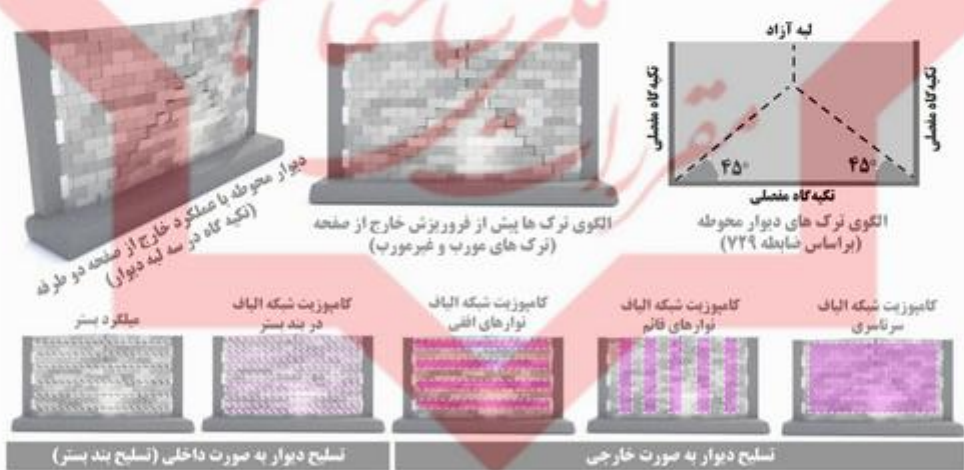 لبه آزاد
تکیه‌گاه مفصلی
تکیه‌گاه مفصلی
۴۵°
۴۵°
تکیه‌گاه مفصلی
الگوی ترک های دیوار محوطه
(براساس ضابطه ۷۲۹)
الگوی ترک ها پیش از فروریزش خارج از صفحه
(ترک های مورب و غیرمورب)
دیوار محوطه با عملکرد خارج از صفحه دو طرفه
(تکیه گاه در سه لبه دیوار)
کامپوزیت شبکه الیاف
سرتاسری
کامپوزیت شبکه الیاف
نوارهای قائم
کامپوزیت شبکه الیاف
نوارهای افقی
کامپوزیت شبکه الیاف
در بند بستر
میلگرد بستر
تسلیح دیوار به صورت خارجی
تسلیح دیوار به صورت داخلی (تسلیح بند بستر)
مقررات